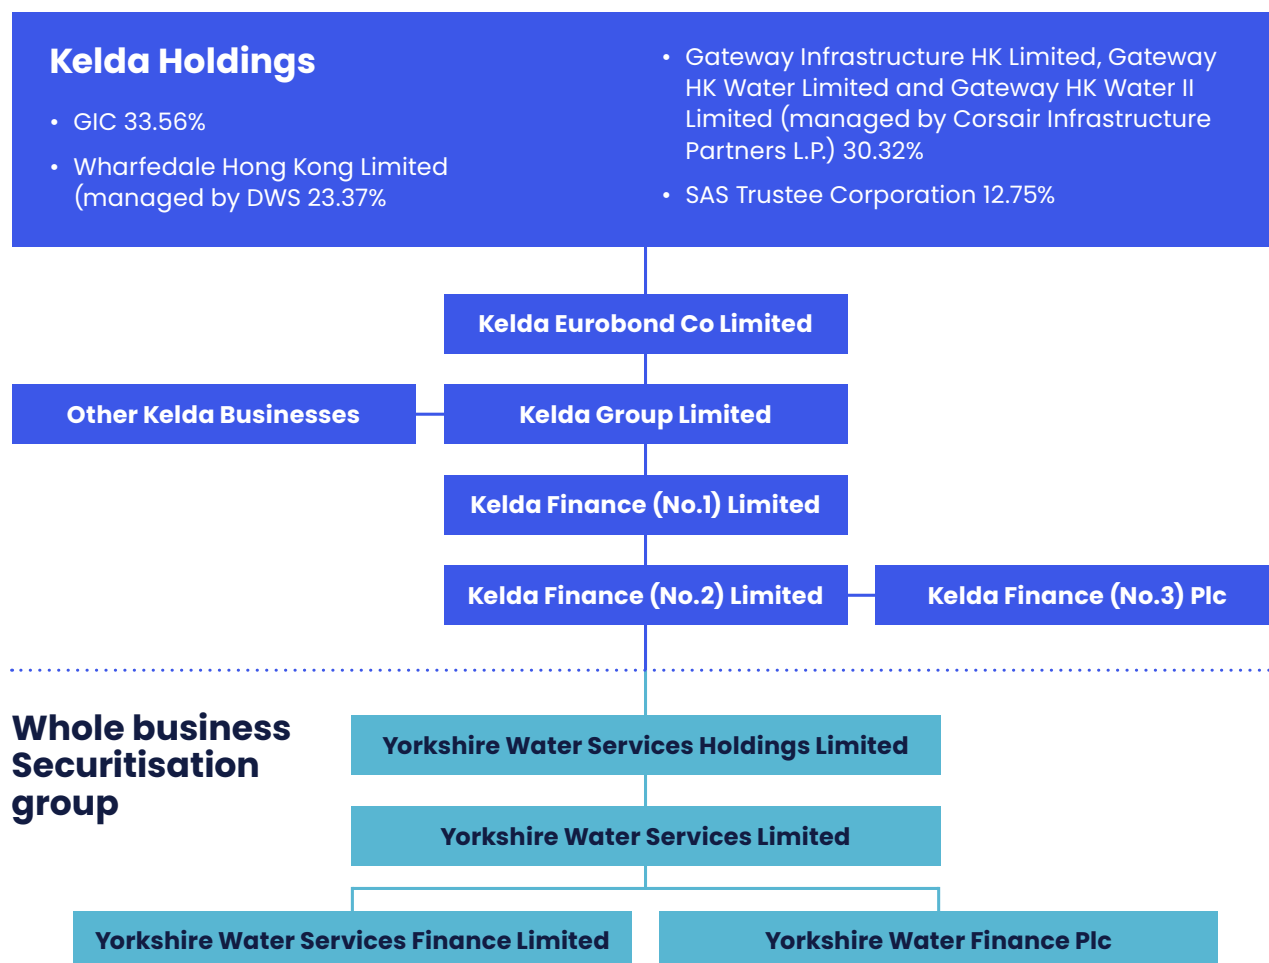 Kelda Holdings
• GIC 33.56%
• Wharfedale Hong Kong Limited
(managed by DWS 23.37%
• Gateway Infrastructure HK Limited, Gateway
HK Water Limited and Gateway HK Water II
Limited (managed by Corsair Infrastructure
Partners L.P.) 30.32%
• SAS Trustee Corporation 12.75%
Kelda Eurobond Co Limited
Other Kelda Businesses
Kelda Group Limited
Kelda Finance (No.1) Limited
Kelda Finance (No.2) Limited
Kelda Finance (No.3) Plc
Whole business
Securitisation
group
Yorkshire Water Services Holdings Limited
Yorkshire Water Services Limited
Yorkshire Water Services Finance Limited
Yorkshire Water Finance Plc